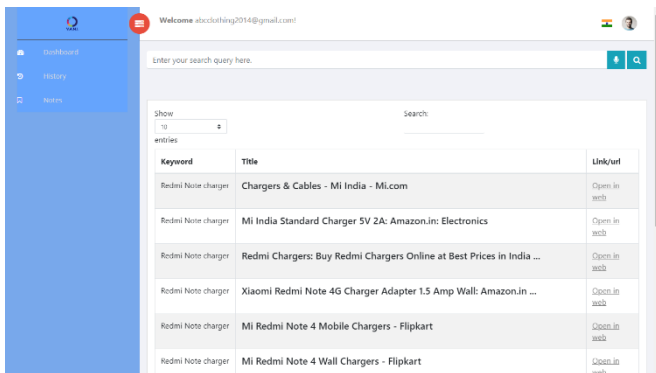 VANI
Welcome abcclothing2014@gmail.com!
Dashboard
History
Notes
Enter your search query here.
Show
10
entries
Search:
Keyword Title Link/url
Redmi Note charger Chargers & Cables - Mi India - Mi.com Open in web
Redmi Note charger Mi India Standard Charger 5V 2A: Amazon.in: Electronics Open in web
Redmi Note charger Redmi Chargers: Buy Redmi Chargers Online at Best Prices in India ... Open in web
Redmi Note charger Xiaomi Redmi Note 4G Charger Adapter 1.5 Amp Wall: Amazon.in ... Open in web
Redmi Note charger Mi Redmi Note 4 Mobile Chargers - Flipkart Open in web
Redmi Note charger Mi Redmi Note 4 Wall Chargers - Flipkart Open in web